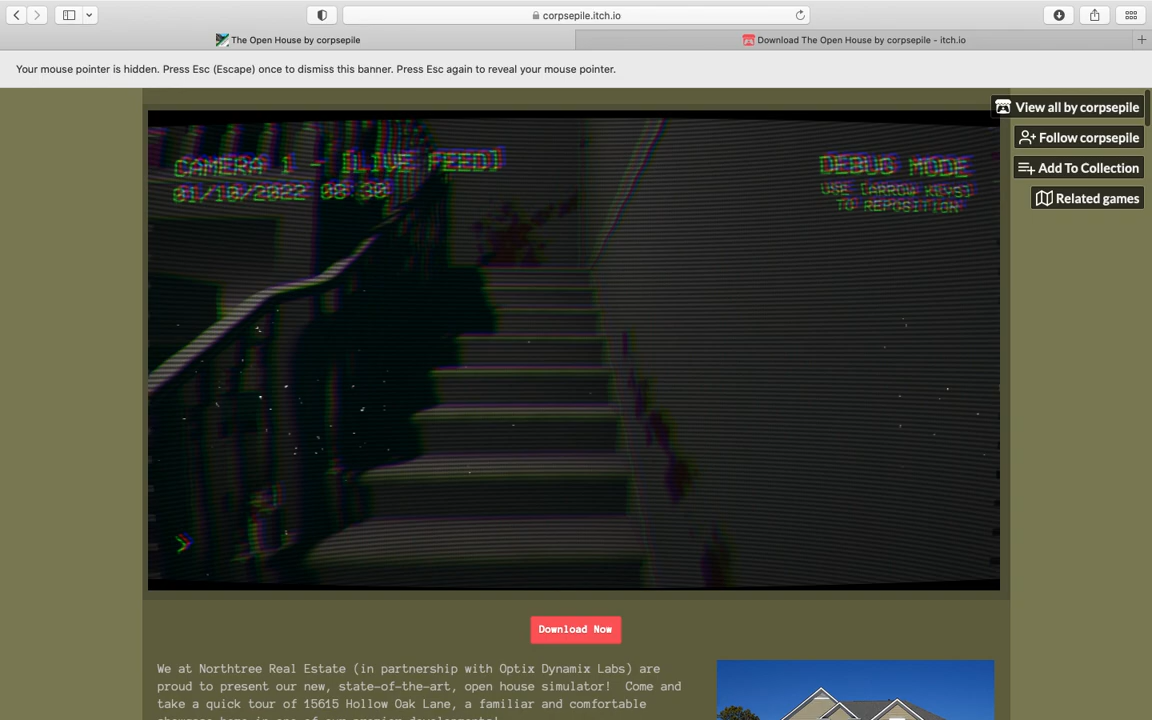 corpsepile.itch.io
The Open House by corpsepile
Download The Open House by corpsepile - itch.io
Your mouse pointer is hidden. Press Esc (Escape) once to dismiss this banner. Press Esc again to reveal your mouse pointer.
View all by corpsepile
Follow corpsepile
Add To Collection
Related games
CAMERA 1 - [LIVE FEED]
01/10/2022 08:30
DEBUG MODE
USE [ARROW KEYS]
TO REPOSITION
>
Download Now
We at Northtree Real Estate (in partnership with Optix Dynamix Labs) are
proud to present our new, state-of-the-art, open house simulator! Come and
take a quick tour of 15615 Hollow Oak Lane, a familiar and comfortable